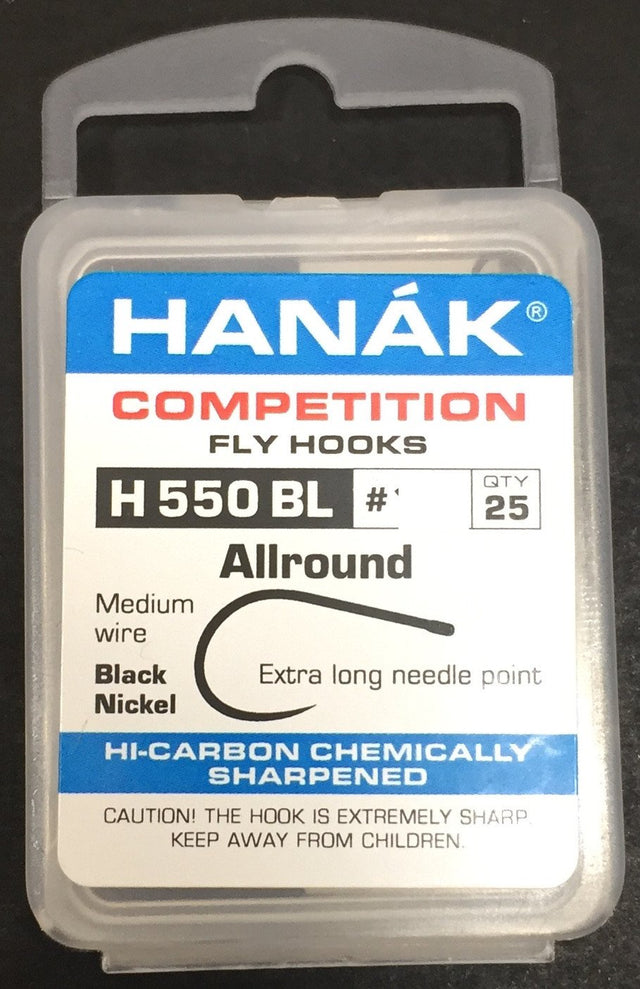 HANÁK®
COMPETITION
FLY HOOKS
H 550 BL #
QTY
25
Allround
Medium
wire
Black
Nickel
Extra long needle point
HI-CARBON CHEMICALLY
SHARPENED
CAUTION! THE HOOK IS EXTREMELY SHARP.
KEEP AWAY FROM CHILDREN.